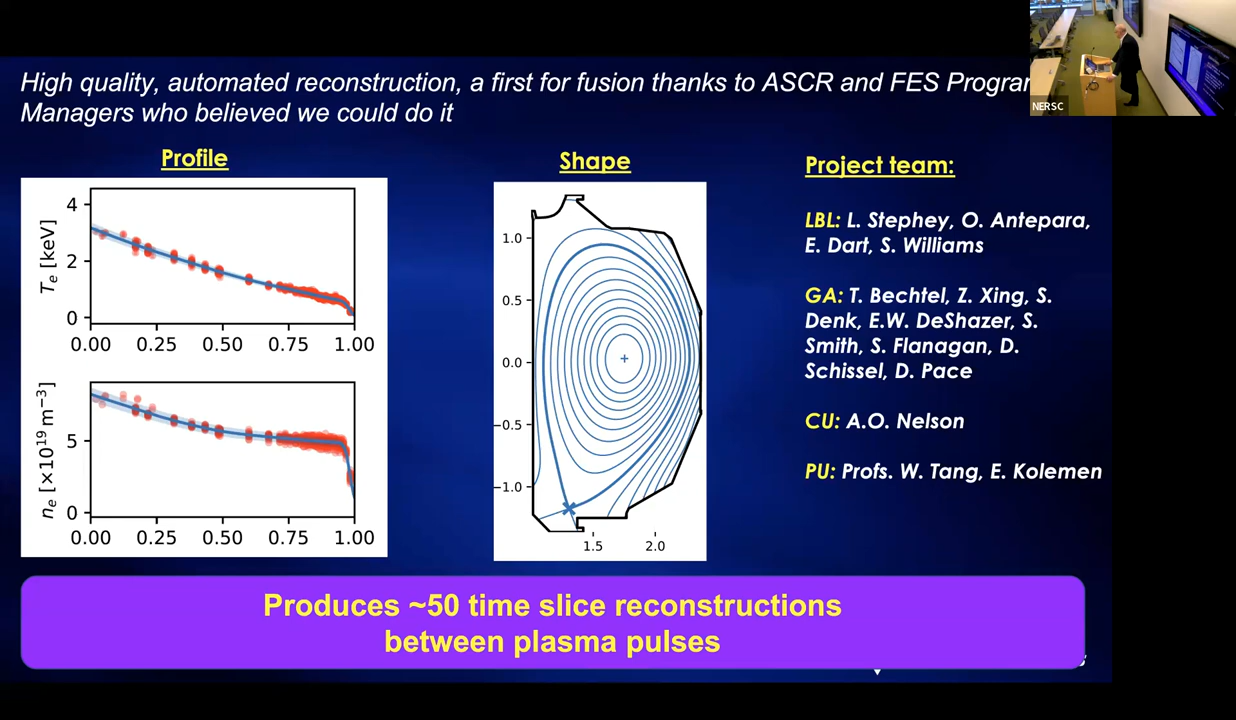 High quality, automated reconstruction, a first for fusion thanks to ASCR and FES Program
Managers who believed we could do it
NERSC
Profile
Te [keV]
4
2
0
0.00 0.25 0.50 0.75 1.00
ne [×10^19 m^−3]
5
0
0.00 0.25 0.50 0.75 1.00
Shape
1.0
0.5
0.0
−0.5
−1.0
1.5 2.0
Project team:
LBL: L. Stephey, O. Antepara,
E. Dart, S. Williams
GA: T. Bechtel, Z. Xing, S.
Denk, E.W. DeShazer, S.
Smith, S. Flanagan, D.
Schissel, D. Pace
CU: A.O. Nelson
PU: Profs. W. Tang, E. Kolemen
Produces ~50 time slice reconstructions
between plasma pulses